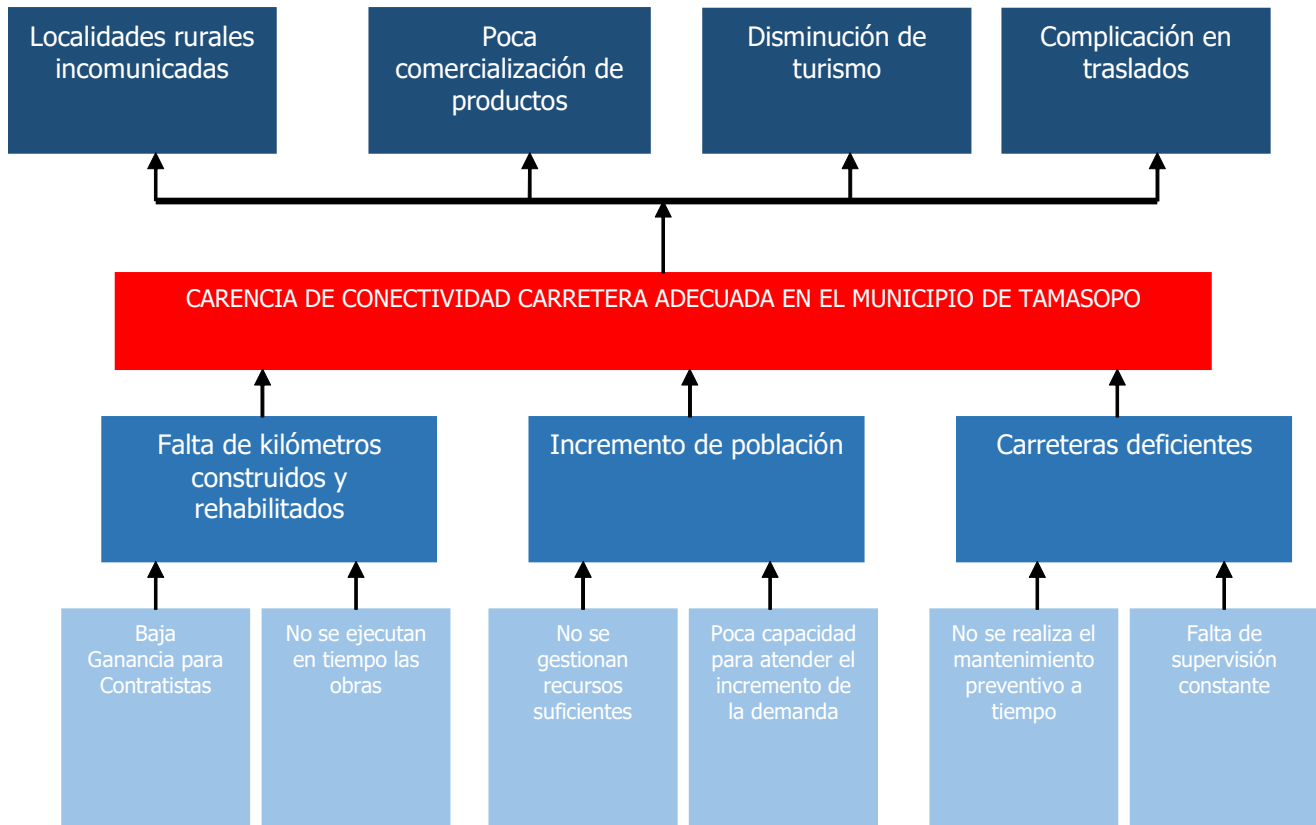 Localidades rurales
incomunicadas
Poca
comercialización de
productos
Disminución de
turismo
Complicación en
traslados
CARENCIA DE CONECTIVIDAD CARRETERA ADECUADA EN EL MUNICIPIO DE TAMASOPO
Falta de kilómetros
construidos y
rehabilitados
Incremento de población
Carreteras deficientes
Baja
Ganancia para
Contratistas
No se ejecutan
en tiempo las
obras
No se
gestionan
recursos
suficientes
Poca capacidad
para atender el
incremento de
la demanda
No se realiza el
mantenimiento
preventivo a
tiempo
Falta de
supervisión
constante